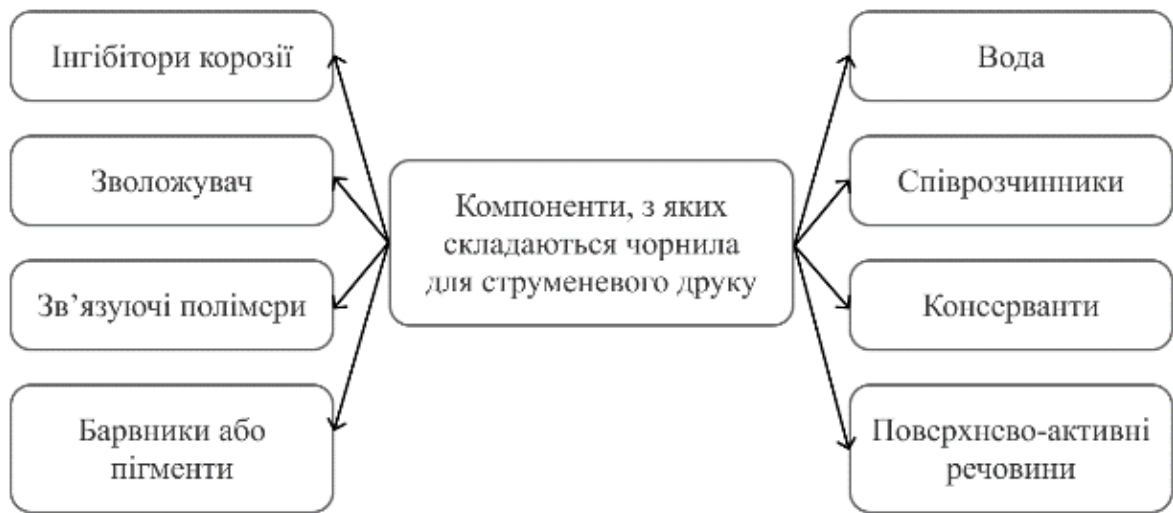 Інгібітори корозії
Зволожувач
Зв’язуючі полімери
Барвники або
пігменти
Компоненти, з яких
складаються чорнила
для струменевого друку
Вода
Співрозчинники
Консерванти
Поверхнево-активні
речовини